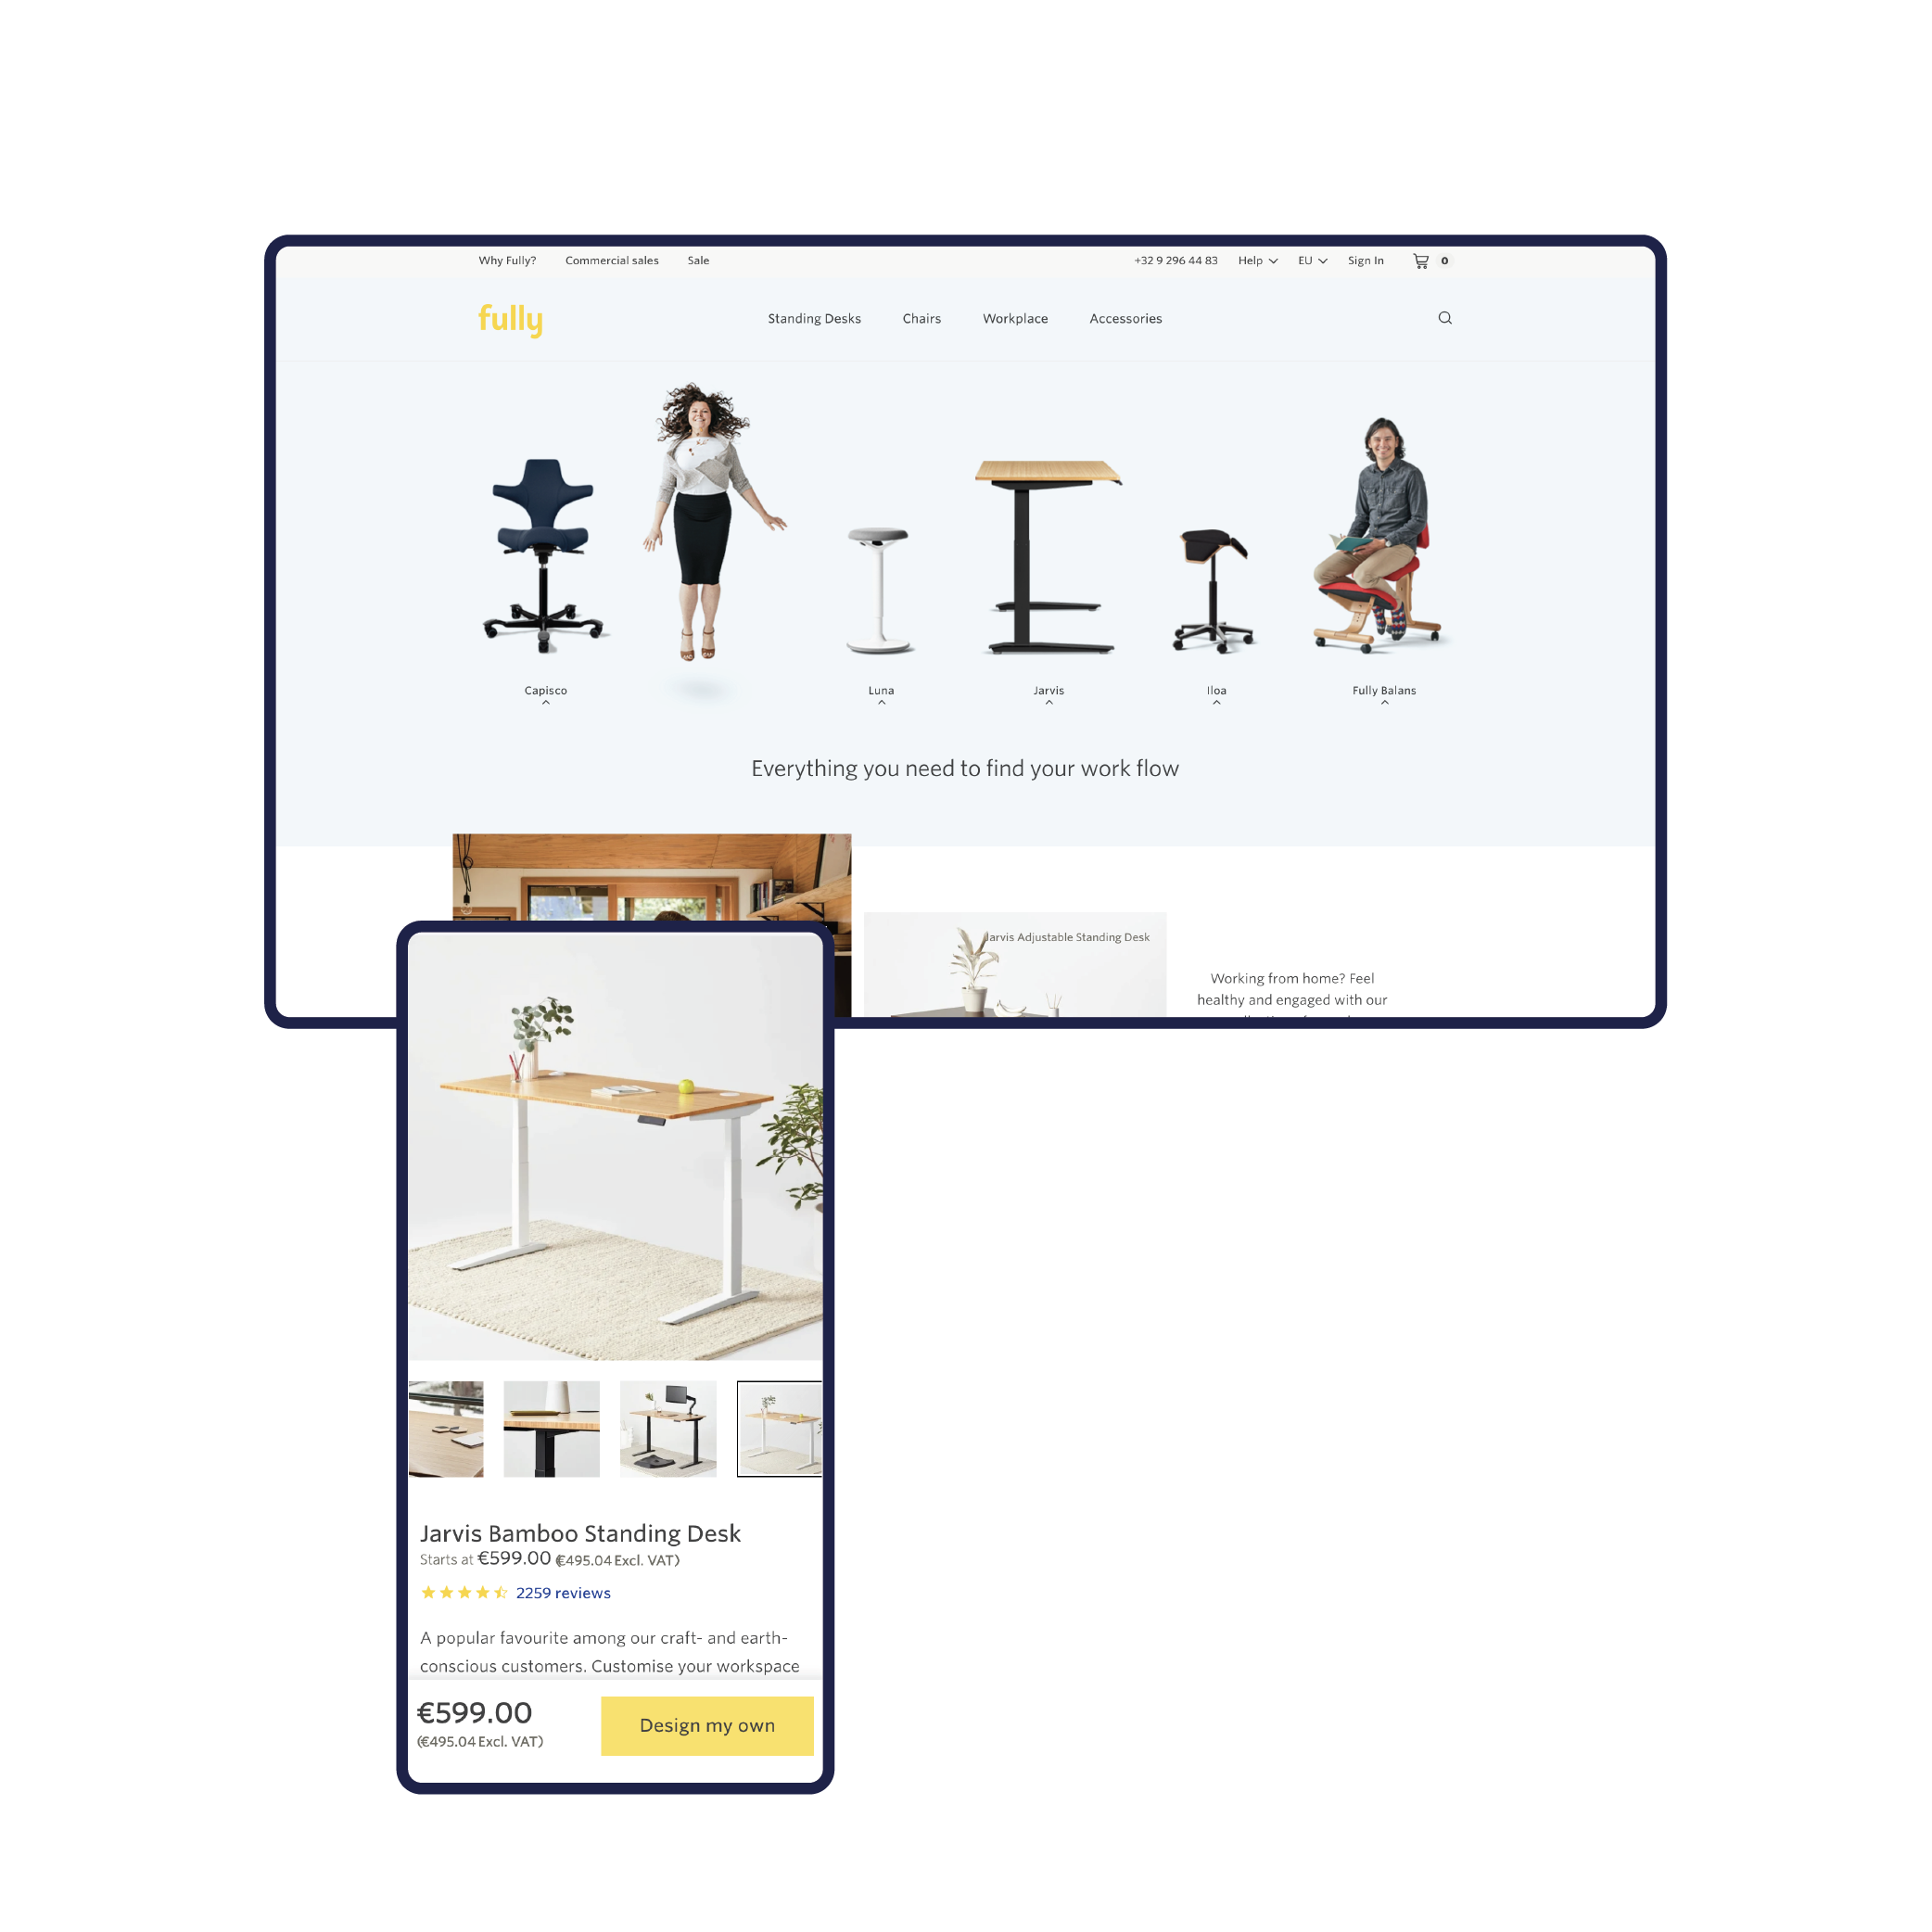 Why Fully? Commercial sales Sale +32 9 296 44 83 Help EU Sign In 0
fully Standing Desks Chairs Workplace Accessories
Capisco Luna Jarvis Iloa Fully Balans
Everything you need to find your work flow
Jarvis Adjustable Standing Desk
Working from home? Feel
healthy and engaged with our
Jarvis Bamboo Standing Desk
Starts at €599.00 (€495.04 Excl. VAT)
2259 reviews
A popular favourite among our craft- and earth-
conscious customers. Customise your workspace
€599.00
(€495.04 Excl. VAT)
Design my own